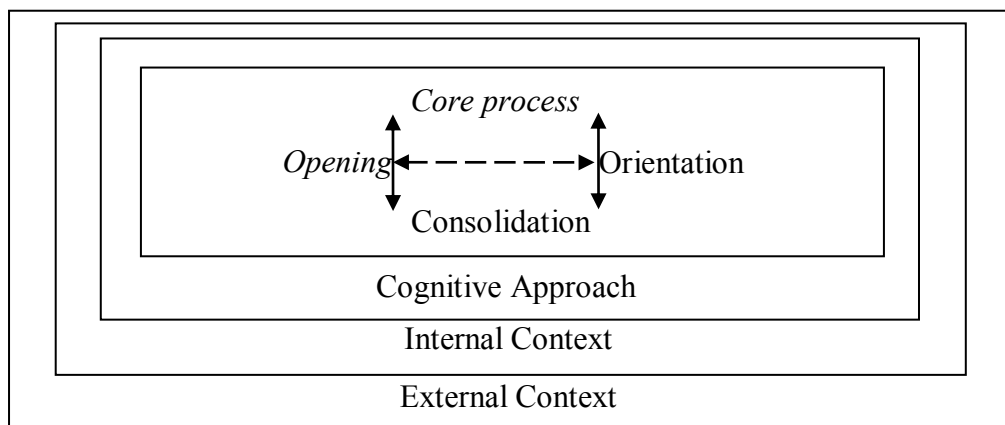 Core process
Opening Orientation
Consolidation
Cognitive Approach
Internal Context
External Context